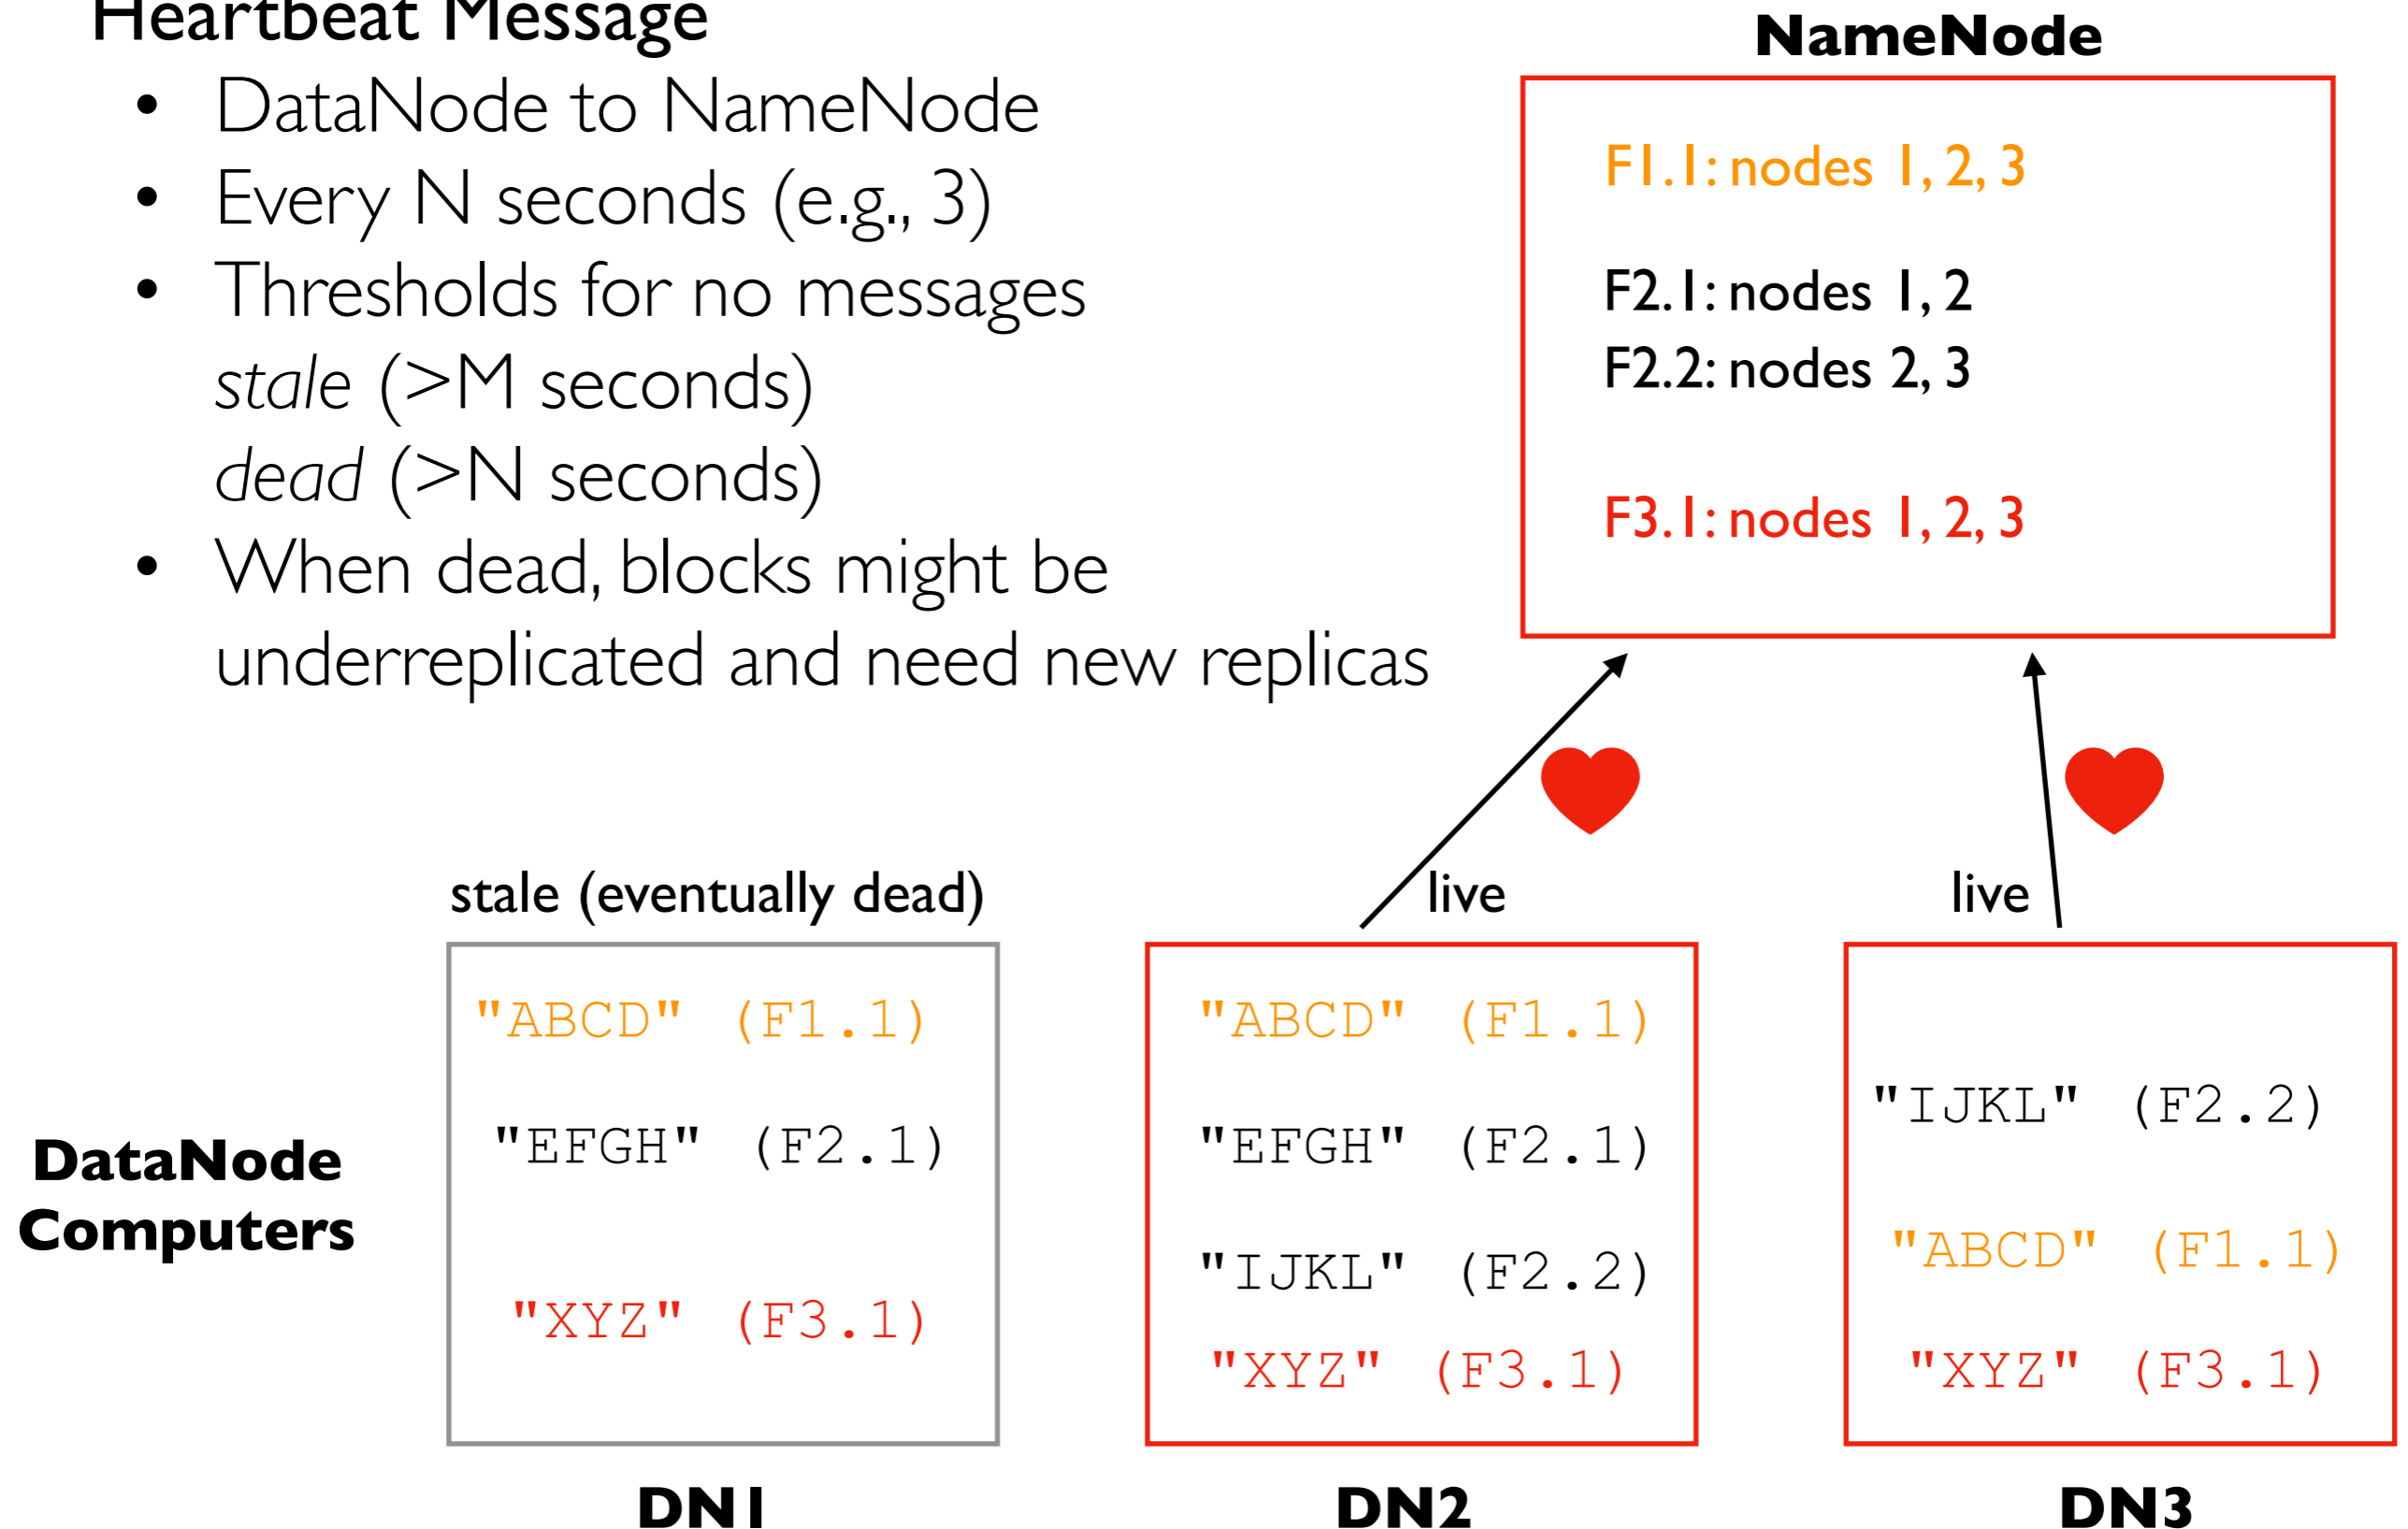 Heartbeat Message
• DataNode to NameNode
• Every N seconds (e.g., 3)
• Thresholds for no messages
stale (>M seconds)
dead (>N seconds)
• When dead, blocks might be
underreplicated and need new replicas
NameNode
F1.1: nodes 1, 2, 3
F2.1: nodes 1, 2
F2.2: nodes 2, 3
F3.1: nodes 1, 2, 3
DataNode
Computers
stale (eventually dead)
"ABCD" (F1.1)
"EFGH" (F2.1)
"XYZ" (F3.1)
DN1
live
"ABCD" (F1.1)
"EFGH" (F2.1)
"IJKL" (F2.2)
"XYZ" (F3.1)
DN2
live
"IJKL" (F2.2)
"ABCD" (F1.1)
"XYZ" (F3.1)
DN3